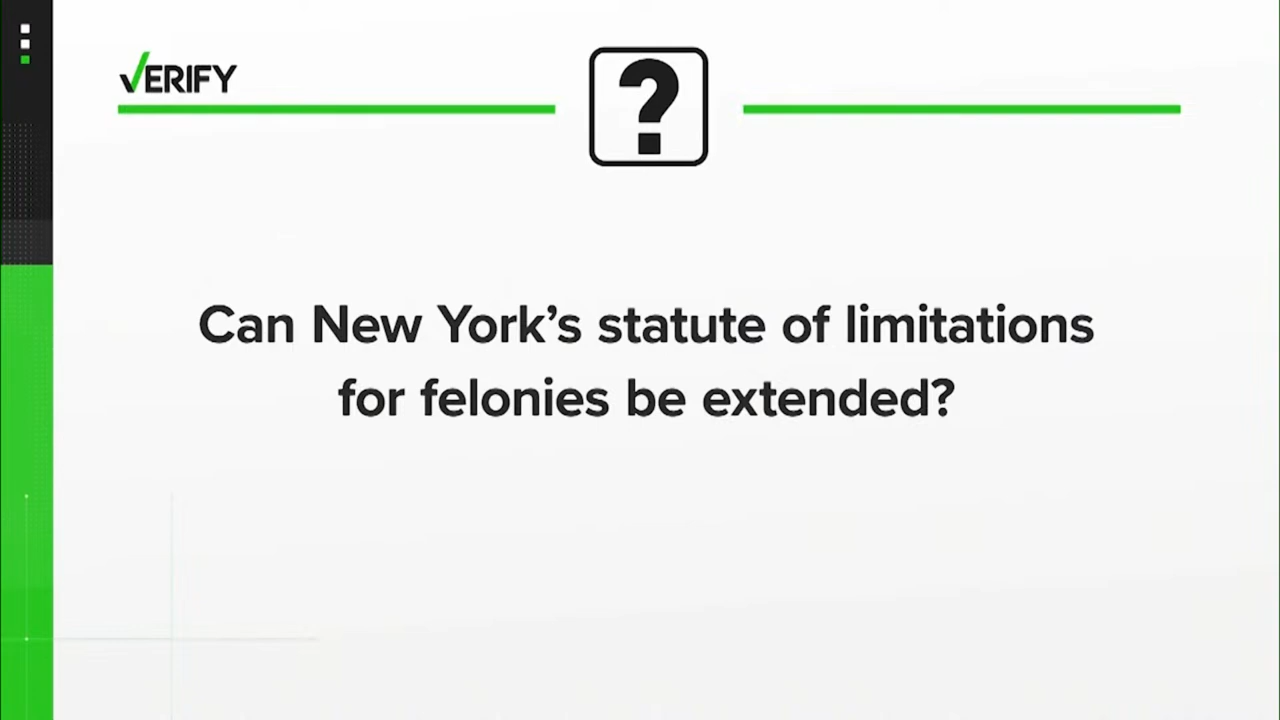 VERIFY
?
Can New York’s statute of limitations
for felonies be extended?